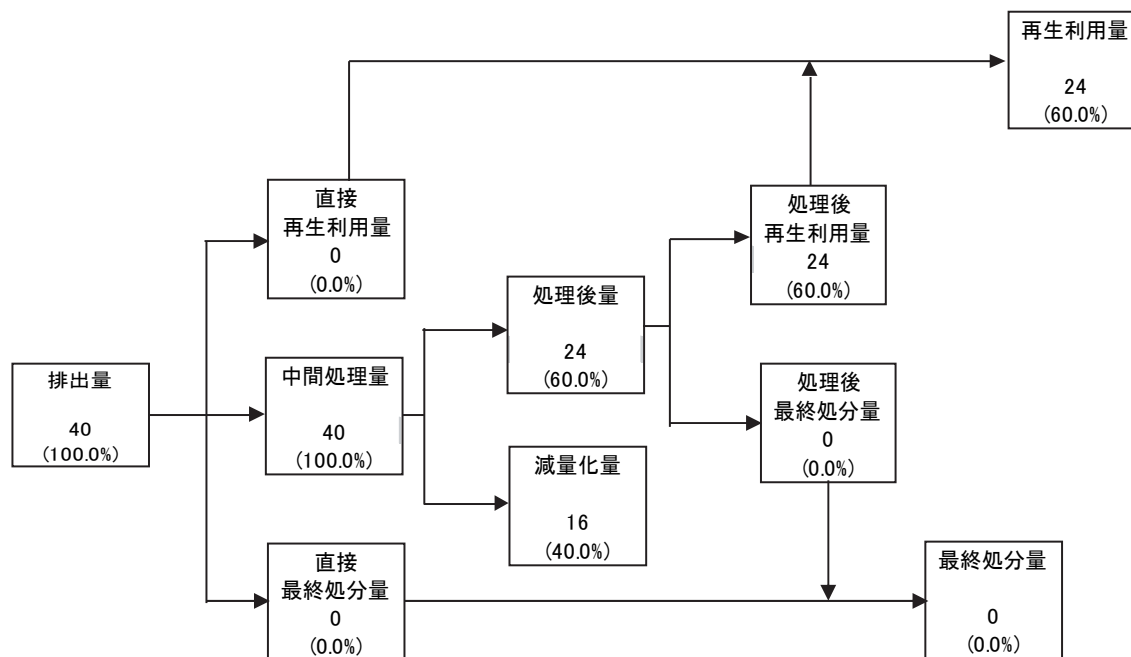 再生利用量
24
(60.0%)
直接
再生利用量
0
(0.0%)
処理後
再生利用量
24
(60.0%)
処理後量
24
(60.0%)
排出量
40
(100.0%)
中間処理量
40
(100.0%)
処理後
最終処分量
0
(0.0%)
減量化量
16
(40.0%)
直接
最終処分量
0
(0.0%)
最終処分量
0
(0.0%)